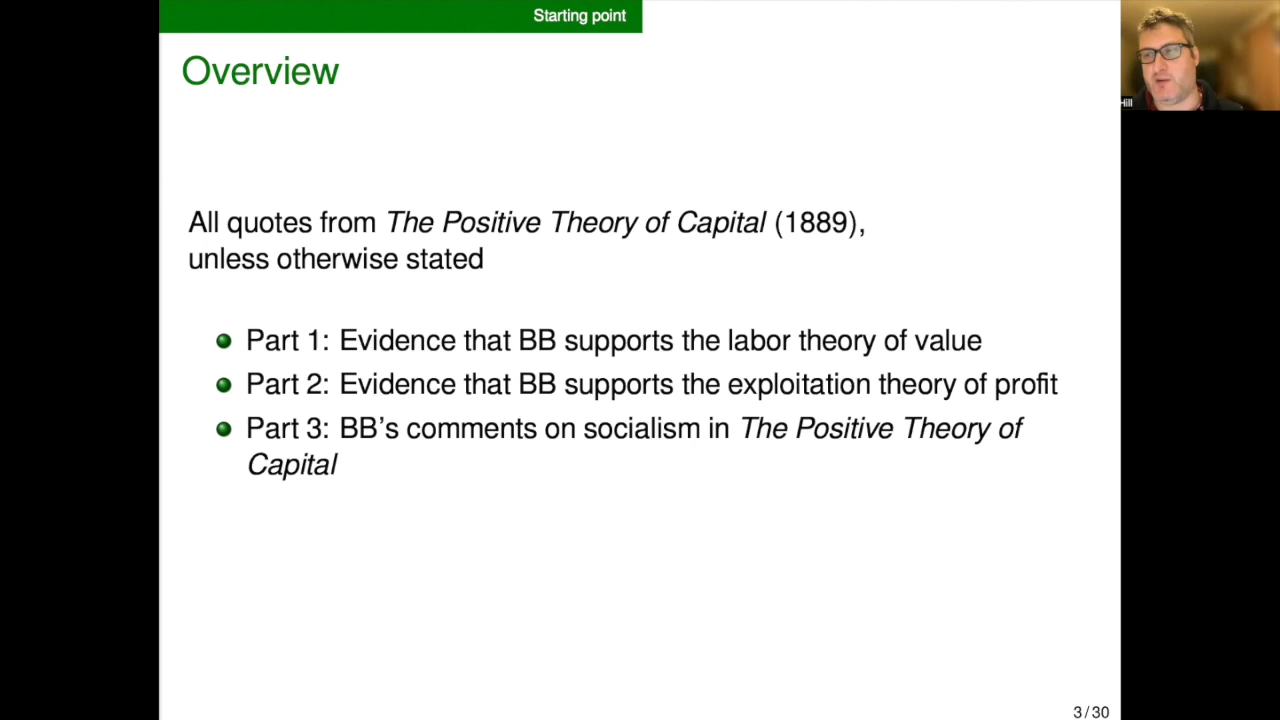 Starting point
Overview
All quotes from The Positive Theory of Capital (1889),
unless otherwise stated
Part 1: Evidence that BB supports the labor theory of value
Part 2: Evidence that BB supports the exploitation theory of profit
Part 3: BB's comments on socialism in The Positive Theory of
Capital
3 / 30
Hill